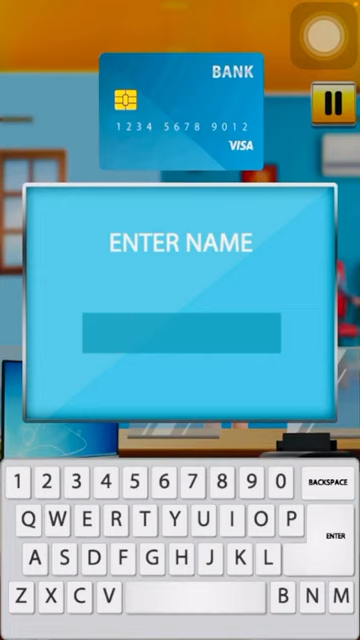 BANK
1234 5678 9012
VISA
ENTER NAME
1 2 3 4 5 6 7 8 9 0 BACKSPACE
Q W E R T Y U I O P ENTER
A S D F G H J K L
Z X C V B N M